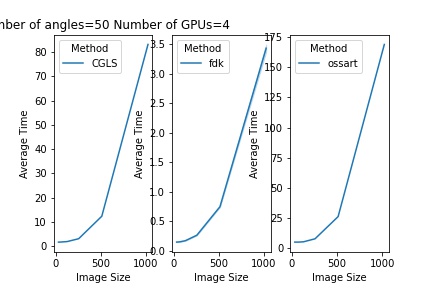 nber of angles=50 Number of GPUs=4
Method
CGLS
Average Time
80
70
60
50
40
30
20
10
0
0
500
1000
Image Size
Method
fdk
Average Time
3.5
3.0
2.5
2.0
1.5
1.0
0.5
0.0
0
500
1000
Image Size
Method
ossart
Average Time
175
150
125
100
75
50
25
0
0
500
1000
Image Size